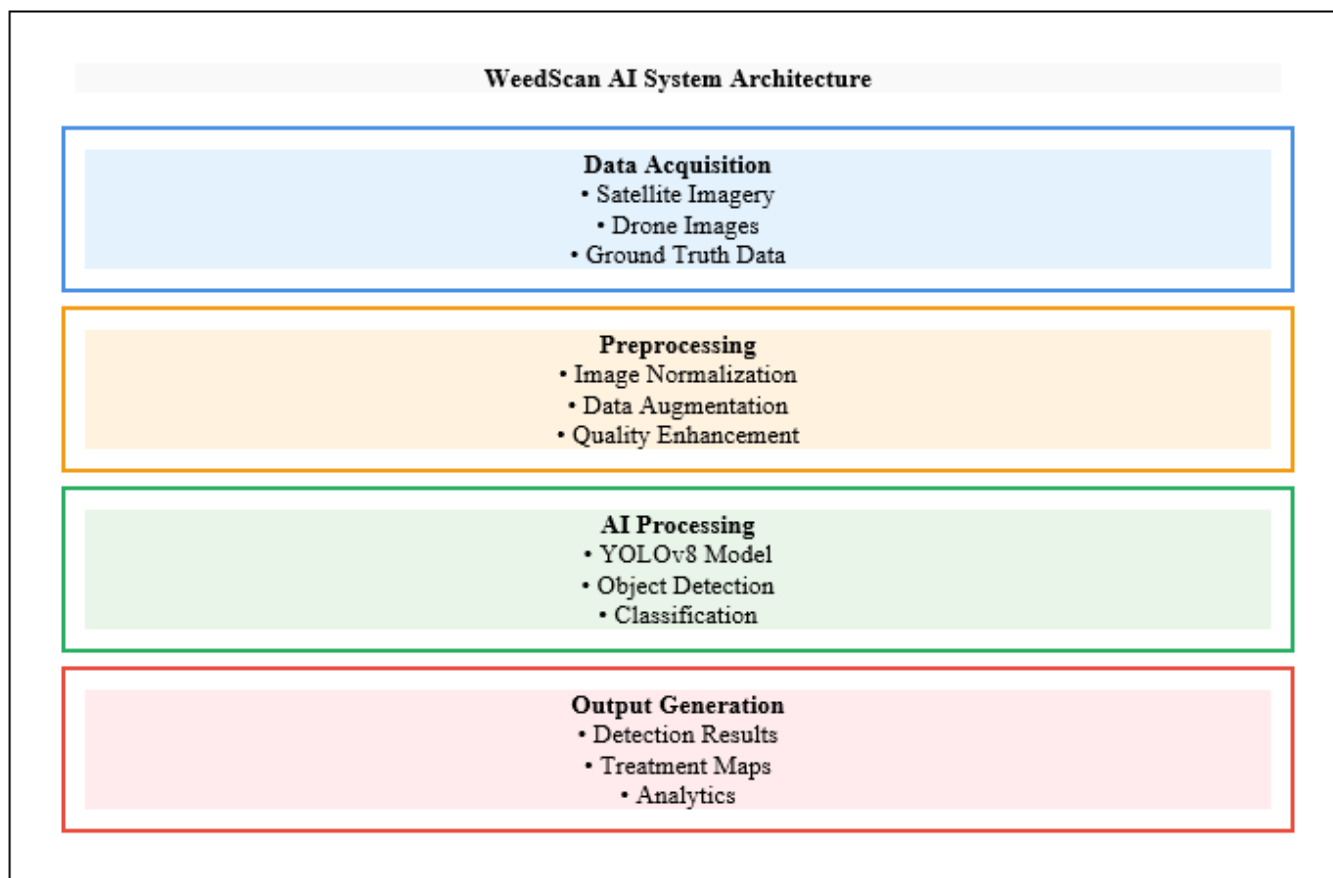 WeedScan AI System Architecture
Data Acquisition
• Satellite Imagery
• Drone Images
• Ground Truth Data
Preprocessing
• Image Normalization
• Data Augmentation
• Quality Enhancement
AI Processing
• YOLOv8 Model
• Object Detection
• Classification
Output Generation
• Detection Results
• Treatment Maps
• Analytics